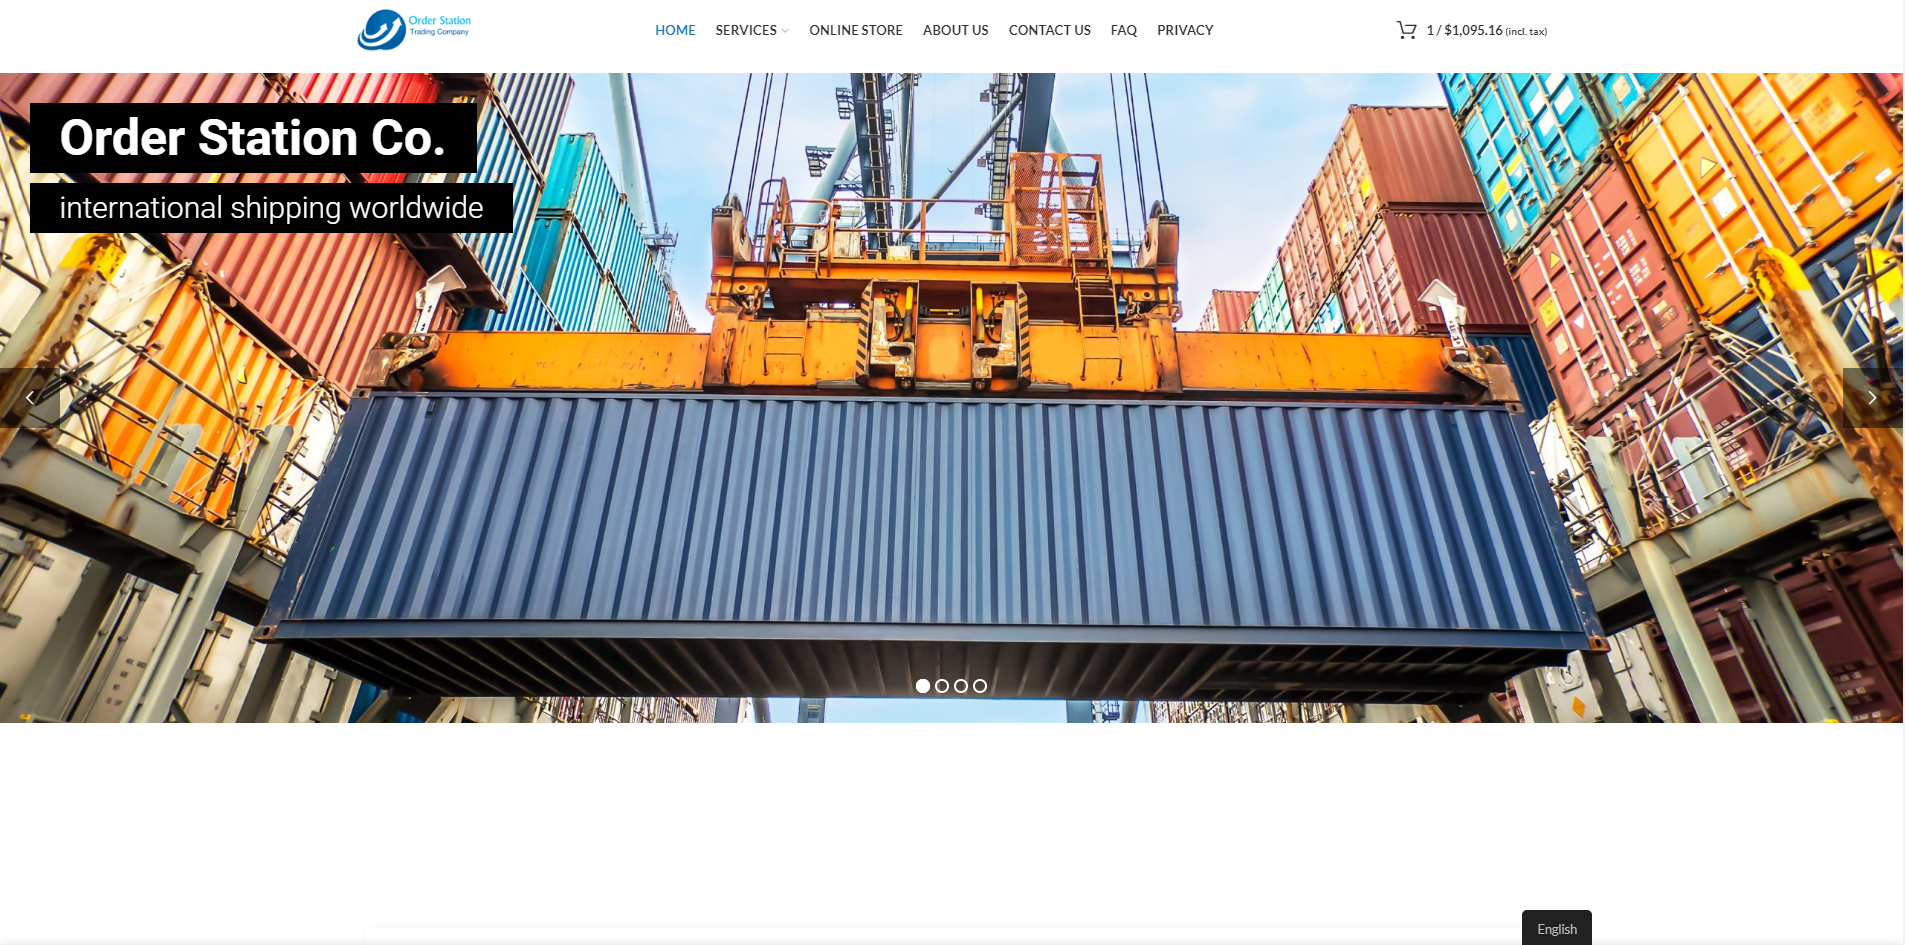 Order Station
Trading Company
HOME
SERVICES
ONLINE STORE
ABOUT US
CONTACT US
FAQ
PRIVACY
1 / $1,095.16 (incl. tax)
Order Station Co.
international shipping worldwide
English